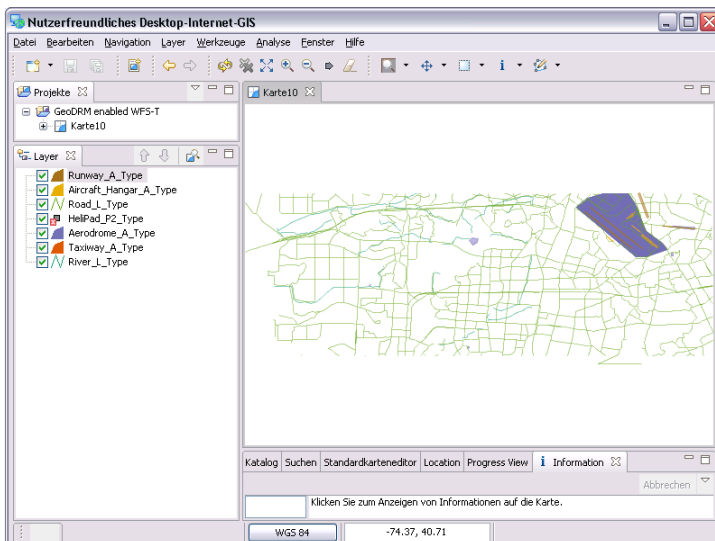 Nutzerfreundliches Desktop-Internet-GIS
Datei Bearbeiten Navigation Layer Werkzeuge Analyse Fenster Hilfe
Projekte
GeoDRM enabled WFS-T
Karte10
Layer
Runway_A_Type
Aircraft_Hangar_A_Type
Road_L_Type
HeliPad_P2_Type
Aerodrome_A_Type
Taxiway_A_Type
River_L_Type
Karte10
Katalog Suchen Standardkarteneditor Location Progress View Information
Abbrechen
Klicken Sie zum Anzeigen von Informationen auf die Karte.
WGS 84 -74.37, 40.71